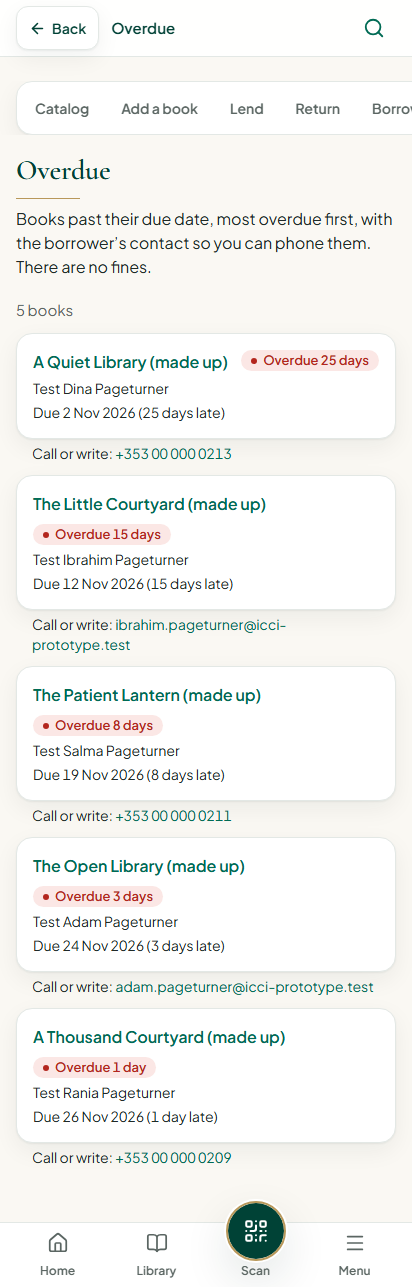 Back
Overdue
Catalog
Add a book
Lend
Return
Overdue
Books past their due date, most overdue first, with
the borrower’s contact so you can phone them.
There are no fines.
5 books
A Quiet Library (made up)
Overdue 25 days
Test Dina Pageturner
Due 2 Nov 2026 (25 days late)
Call or write: +353 00 000 0213
The Little Courtyard (made up)
Overdue 15 days
Test Ibrahim Pageturner
Due 12 Nov 2026 (15 days late)
Call or write: ibrahim.pageturner@icci-
prototype.test
The Patient Lantern (made up)
Overdue 8 days
Test Salma Pageturner
Due 19 Nov 2026 (8 days late)
Call or write: +353 00 000 0211
The Open Library (made up)
Overdue 3 days
Test Adam Pageturner
Due 24 Nov 2026 (3 days late)
Call or write: adam.pageturner@icci-prototype.test
A Thousand Courtyard (made up)
Overdue 1 day
Test Rania Pageturner
Due 26 Nov 2026 (1 day late)
Call or write: +353 00 000 0209
Home
Library
Scan
Menu